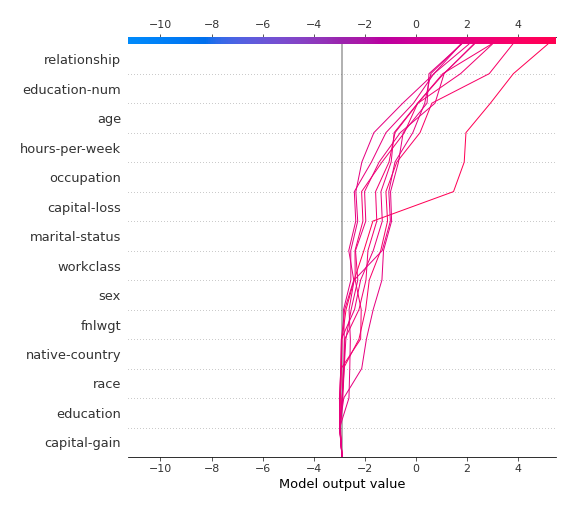 −10 −8 −6 −4 −2 0 2 4
relationship
education-num
age
hours-per-week
occupation
capital-loss
marital-status
workclass
sex
fnlwgt
native-country
race
education
capital-gain
−10 −8 −6 −4 −2 0 2 4
Model output value